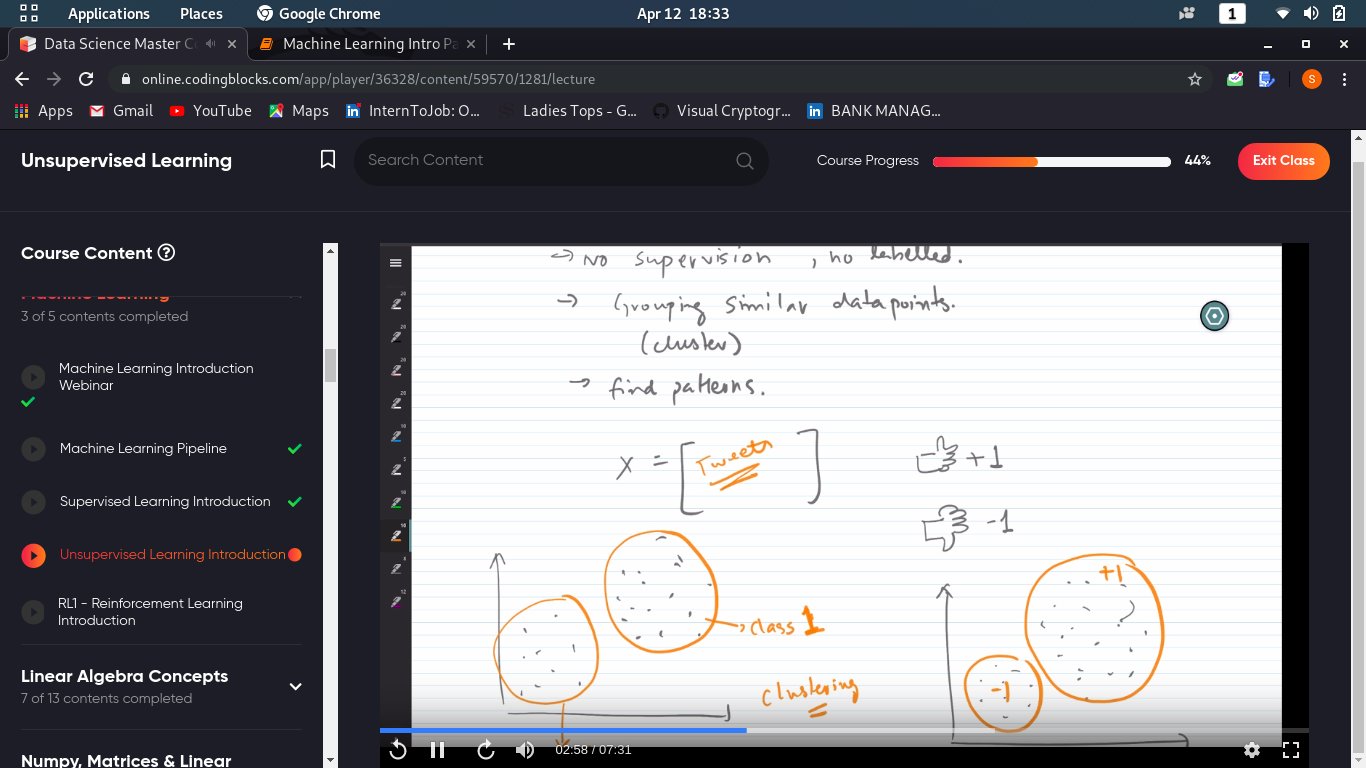 Applications Places Google Chrome Apr 12 18:33 1
Data Science Master C Machine Learning Intro Pa
online.codingblocks.com/app/player/36328/content/59570/1281/lecture
Apps Gmail YouTube Maps InternToJob: O... Ladies Tops - G... Visual Cryptogr... BANK MANAG...
Unsupervised Learning Search Content Course Progress 44% Exit Class
Course Content
Machine Learning
3 of 5 contents completed
Machine Learning Introduction
Webinar
Machine Learning Pipeline
Supervised Learning Introduction
Unsupervised Learning Introduction
RL1 - Reinforcement Learning
Introduction
Linear Algebra Concepts
7 of 13 contents completed
Numpy, Matrices & Linear
→ No supervision, no labelled.
→ Grouping similar datapoints.
(cluster)
→ find patterns.
X = [Tweets]
+1
-1
class 1
clustering
+1
-1
02:58 / 07:31